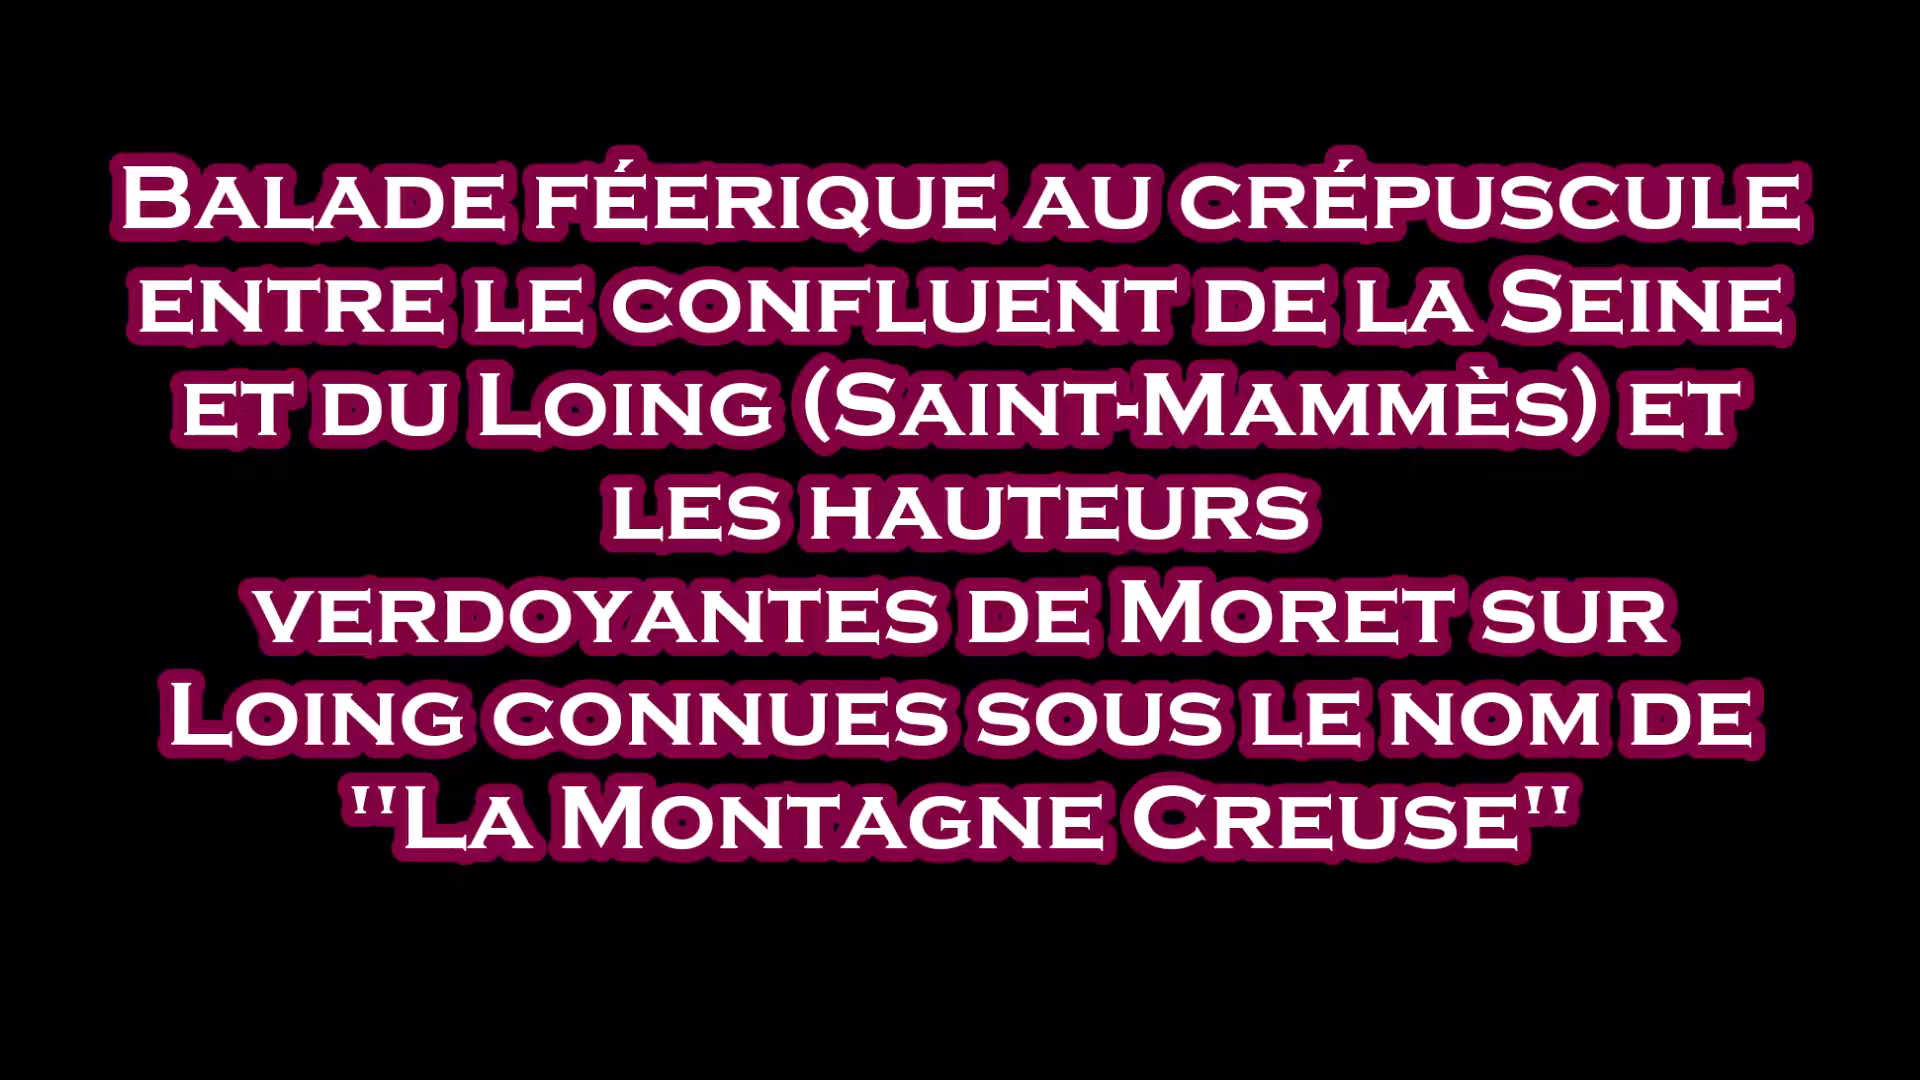 Balade féerique au crépuscule
entre le confluent de la Seine
et du Loing (Saint-Mammès) et
les hauteurs
verdoyantes de Moret sur
Loing connues sous le nom de
"La Montagne Creuse"